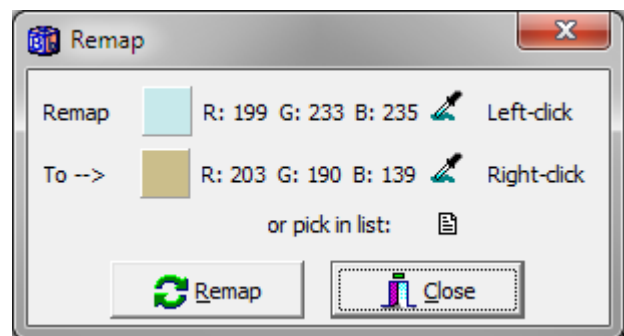 Remap
Remap R: 199 G: 233 B: 235 Left-click
To --> R: 203 G: 190 B: 139 Right-click
or pick in list:
Remap Close